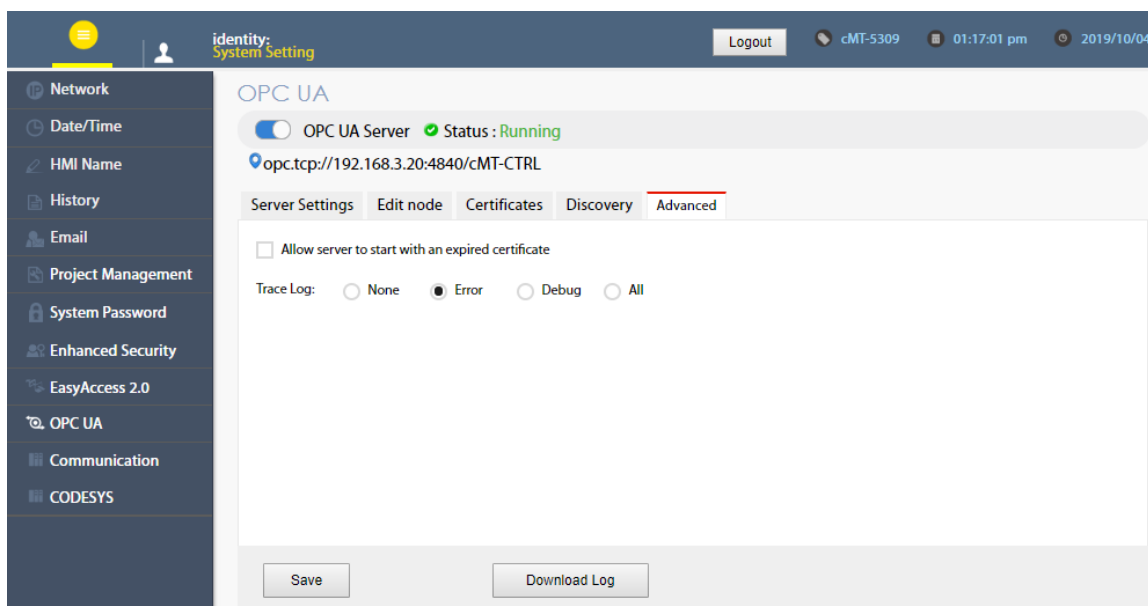 identity:
System Setting
Logout
cMT-5309
01:17:01 pm
2019/10/04
Network
Date/Time
HMI Name
History
Email
Project Management
System Password
Enhanced Security
EasyAccess 2.0
OPC UA
Communication
CODESYS
OPC UA
OPC UA Server Status : Running
opc.tcp://192.168.3.20:4840/cMT-CTRL
Server Settings Edit node Certificates Discovery Advanced
Allow server to start with an expired certificate
Trace Log: None Error Debug All
Save Download Log